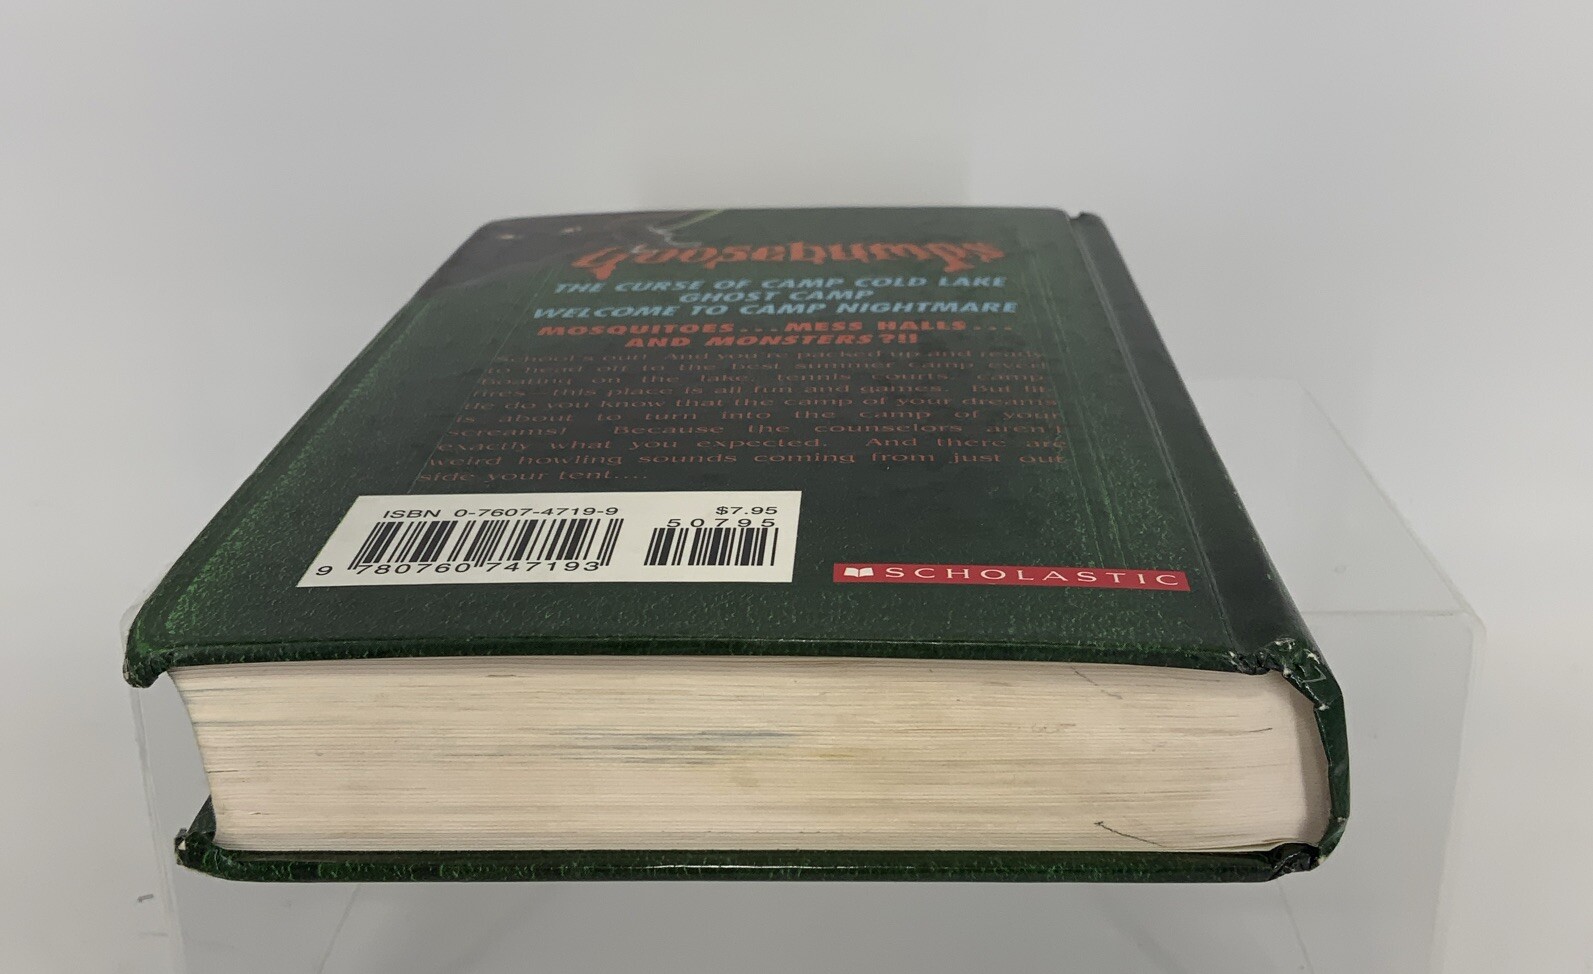 Goosebumps
THE CURSE OF CAMP COLD LAKE
GHOST CAMP
WELCOME TO CAMP NIGHTMARE
MOSQUITOES...MESS HALLS...
AND MONSTERS?!!
School's out! And you're packed up and ready
to head off to the best summer camp ever.
Boating on the lake, tennis courts, camp
fires this place is all fun and games. But lit
tle do you know that the camp of your dreams
is about to turn into the camp of your
screams! Because the counselors aren't
exactly what you expected. And there are
weird howling sounds coming from just out
side your tent....
ISBN 0-7607-4719-9
$7.95
50795
9 780760 747193
SCHOLASTIC